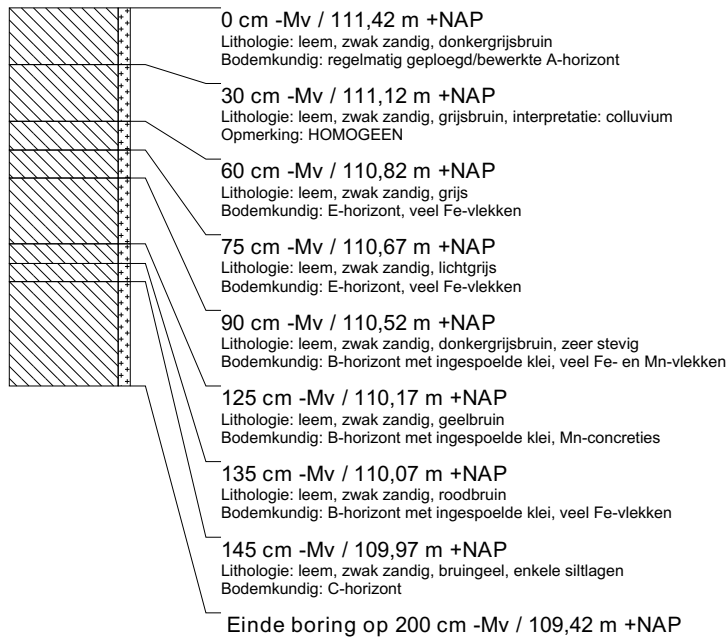 0 cm -Mv / 111,42 m +NAP
Lithologie: leem, zwak zandig, donkergrijsbruin
Bodemkundig: regelmatig geploegd/bewerkte A-horizont
30 cm -Mv / 111,12 m +NAP
Lithologie: leem, zwak zandig, grijsbruin, interpretatie: colluvium
Opmerking: HOMOGEEN
60 cm -Mv / 110,82 m +NAP
Lithologie: leem, zwak zandig, grijs
Bodemkundig: E-horizont, veel Fe-vlekken
75 cm -Mv / 110,67 m +NAP
Lithologie: leem, zwak zandig, lichtgrijs
Bodemkundig: E-horizont, veel Fe-vlekken
90 cm -Mv / 110,52 m +NAP
Lithologie: leem, zwak zandig, donkergrijsbruin, zeer stevig
Bodemkundig: B-horizont met ingespoelde klei, veel Fe- en Mn-vlekken
125 cm -Mv / 110,17 m +NAP
Lithologie: leem, zwak zandig, geelbruin
Bodemkundig: B-horizont met ingespoelde klei, Mn-concreties
135 cm -Mv / 110,07 m +NAP
Lithologie: leem, zwak zandig, roodbruin
Bodemkundig: B-horizont met ingespoelde klei, veel Fe-vlekken
145 cm -Mv / 109,97 m +NAP
Lithologie: leem, zwak zandig, bruingeel, enkele siltlagen
Bodemkundig: C-horizont
Einde boring op 200 cm -Mv / 109,42 m +NAP